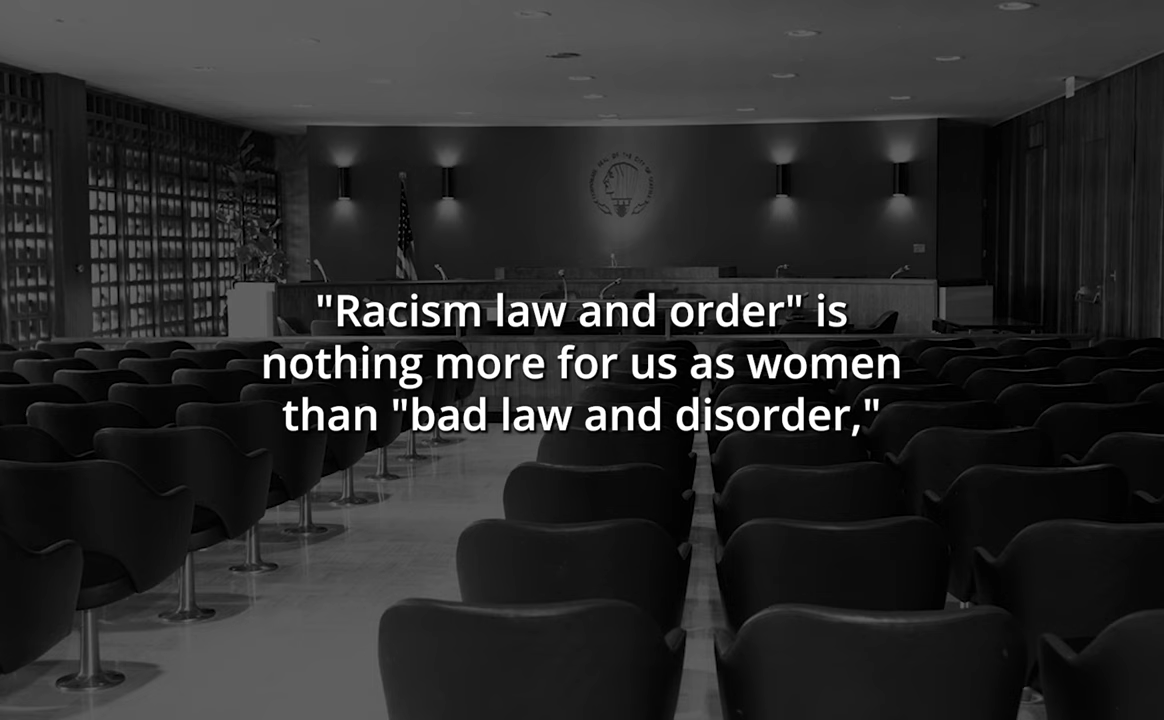 "Racism law and order" is
nothing more for us as women
than "bad law and disorder,"